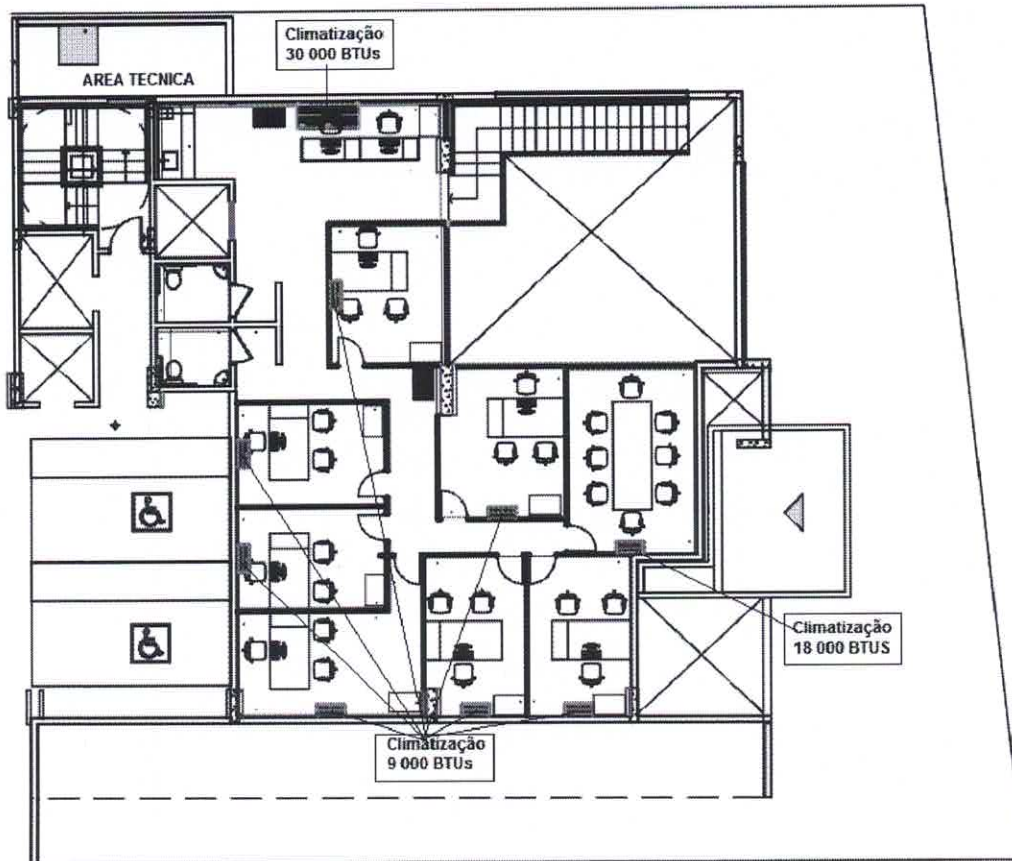 Climatização
30 000 BTUs
AREA TECNICA
Climatização
18 000 BTUS
Climatização
9 000 BTUs